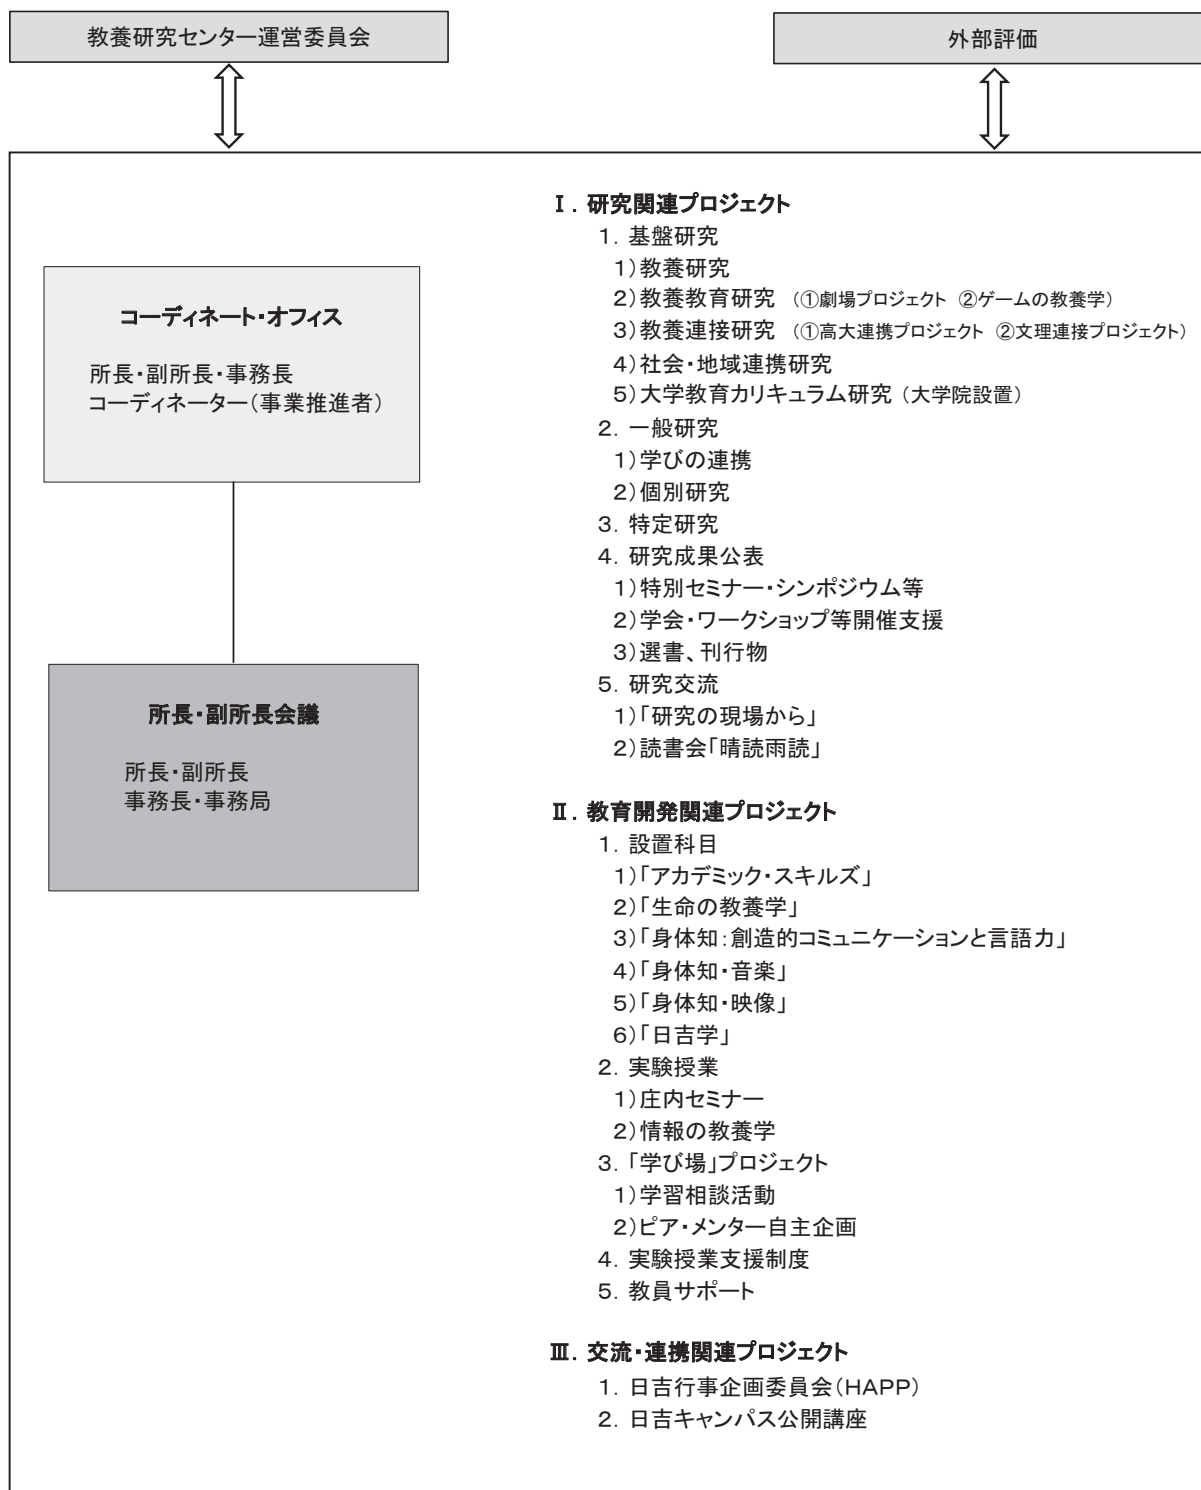 教養研究センター運営委員会
外部評価
コーディネート・オフィス
所長・副所長・事務長
コーディネーター（事業推進者）
所長・副所長会議
所長・副所長
事務長・事務局
Ⅰ．研究関連プロジェクト
１．基盤研究
１）教養研究
２）教養教育研究　（①劇場プロジェクト　②ゲームの教養学）
３）教養連接研究　（①高大連携プロジェクト　②文理連接プロジェクト）
４）社会・地域連携研究
５）大学教育カリキュラム研究（大学院設置）
２．一般研究
１）学びの連携
２）個別研究
３．特定研究
４．研究成果公表
１）特別セミナー・シンポジウム等
２）学会・ワークショップ等開催支援
３）選書、刊行物
５．研究交流
１）「研究の現場から」
２）読書会「晴読雨読」
Ⅱ．教育開発関連プロジェクト
１．設置科目
１）「アカデミック・スキルズ」
２）「生命の教養学」
３）「身体知：創造的コミュニケーションと言語力」
４）「身体知・音楽」
５）「身体知・映像」
６）「日吉学」
２．実験授業
１）庄内セミナー
２）情報の教養学
３．「学び場」プロジェクト
１）学習相談活動
２）ピア・メンター自主企画
４．実験授業支援制度
５．教員サポート
Ⅲ．交流・連携関連プロジェクト
１．日吉行事企画委員会（HAPP）
２．日吉キャンパス公開講座